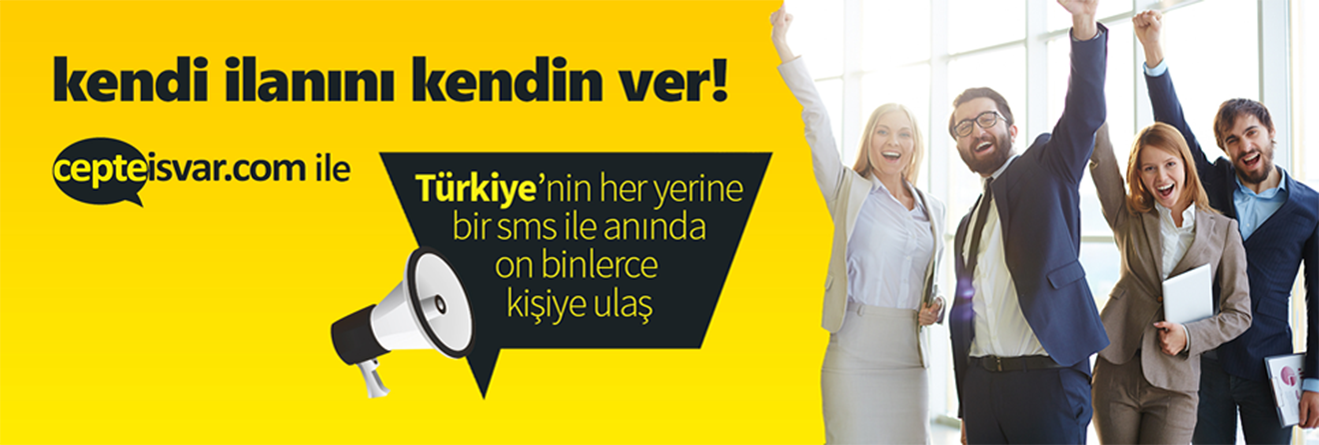 kendi ilanını kendin ver!
cepteisvar.com ile
Türkiye'nin her yerine
bir sms ile anında
on binlerce
kişiye ulaş